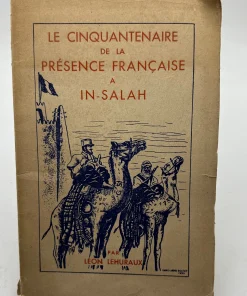 LE CINQUANTENAIRE
DE LA
PRÉSENCE FRANÇAISE
A
IN-SALAH
PAR
LÉON LEHURAUX